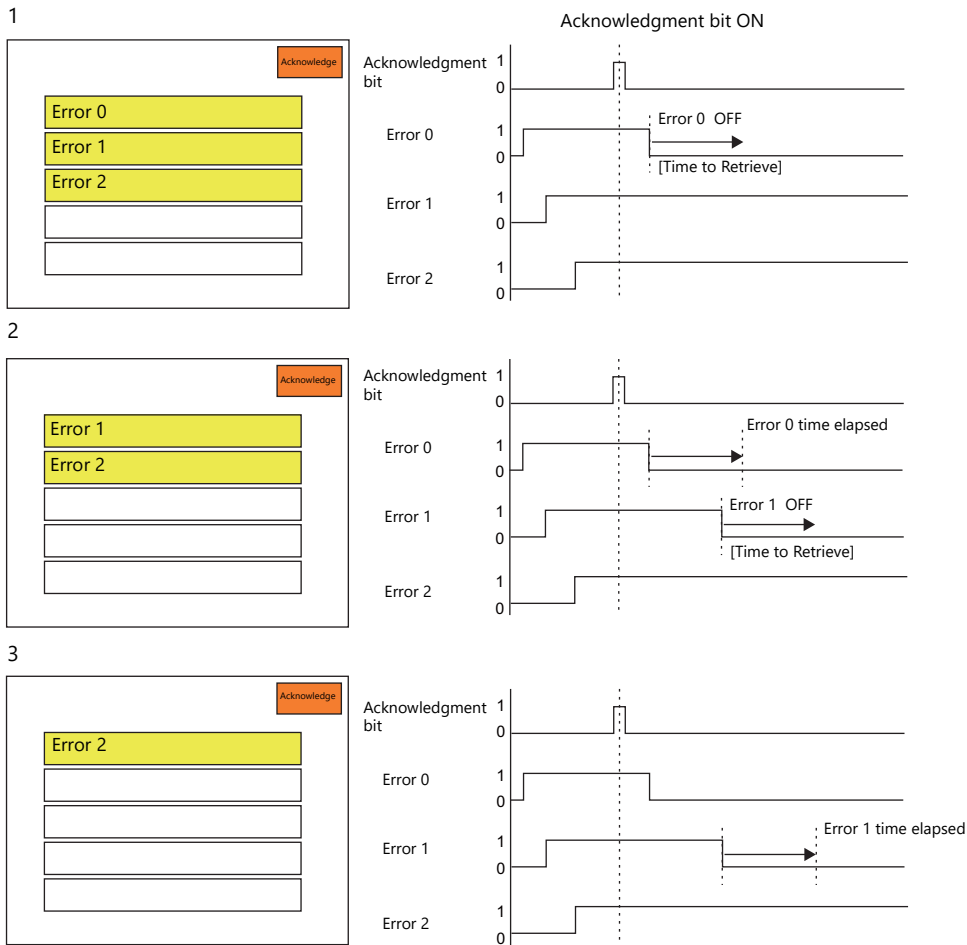 1
Acknowledgment bit ON
Acknowledge
Error 0
Error 1
Error 2
Acknowledgment
bit
1
0
Error 0
1
0
Error 0 OFF
[Time to Retrieve]
Error 1
1
0
Error 2
1
0
2
Acknowledge
Error 1
Error 2
Acknowledgment
bit
1
0
Error 0
1
0
Error 0 time elapsed
Error 1
1
0
Error 1 OFF
[Time to Retrieve]
Error 2
1
0
3
Acknowledge
Error 2
Acknowledgment
bit
1
0
Error 0
1
0
Error 1
1
0
Error 1 time elapsed
Error 2
1
0